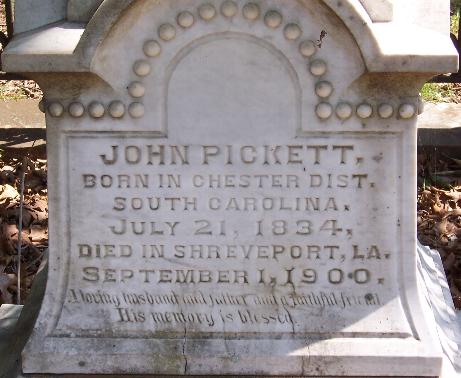 JOHN PICKETT,
BORN IN CHESTER DIST.
SOUTH CAROLINA.
JULY 21, 1834,
DIED IN SHREVEPORT, LA.
SEPTEMBER 1, 1900.
A loving husband and father and a faithful friend
His memory is blessed.